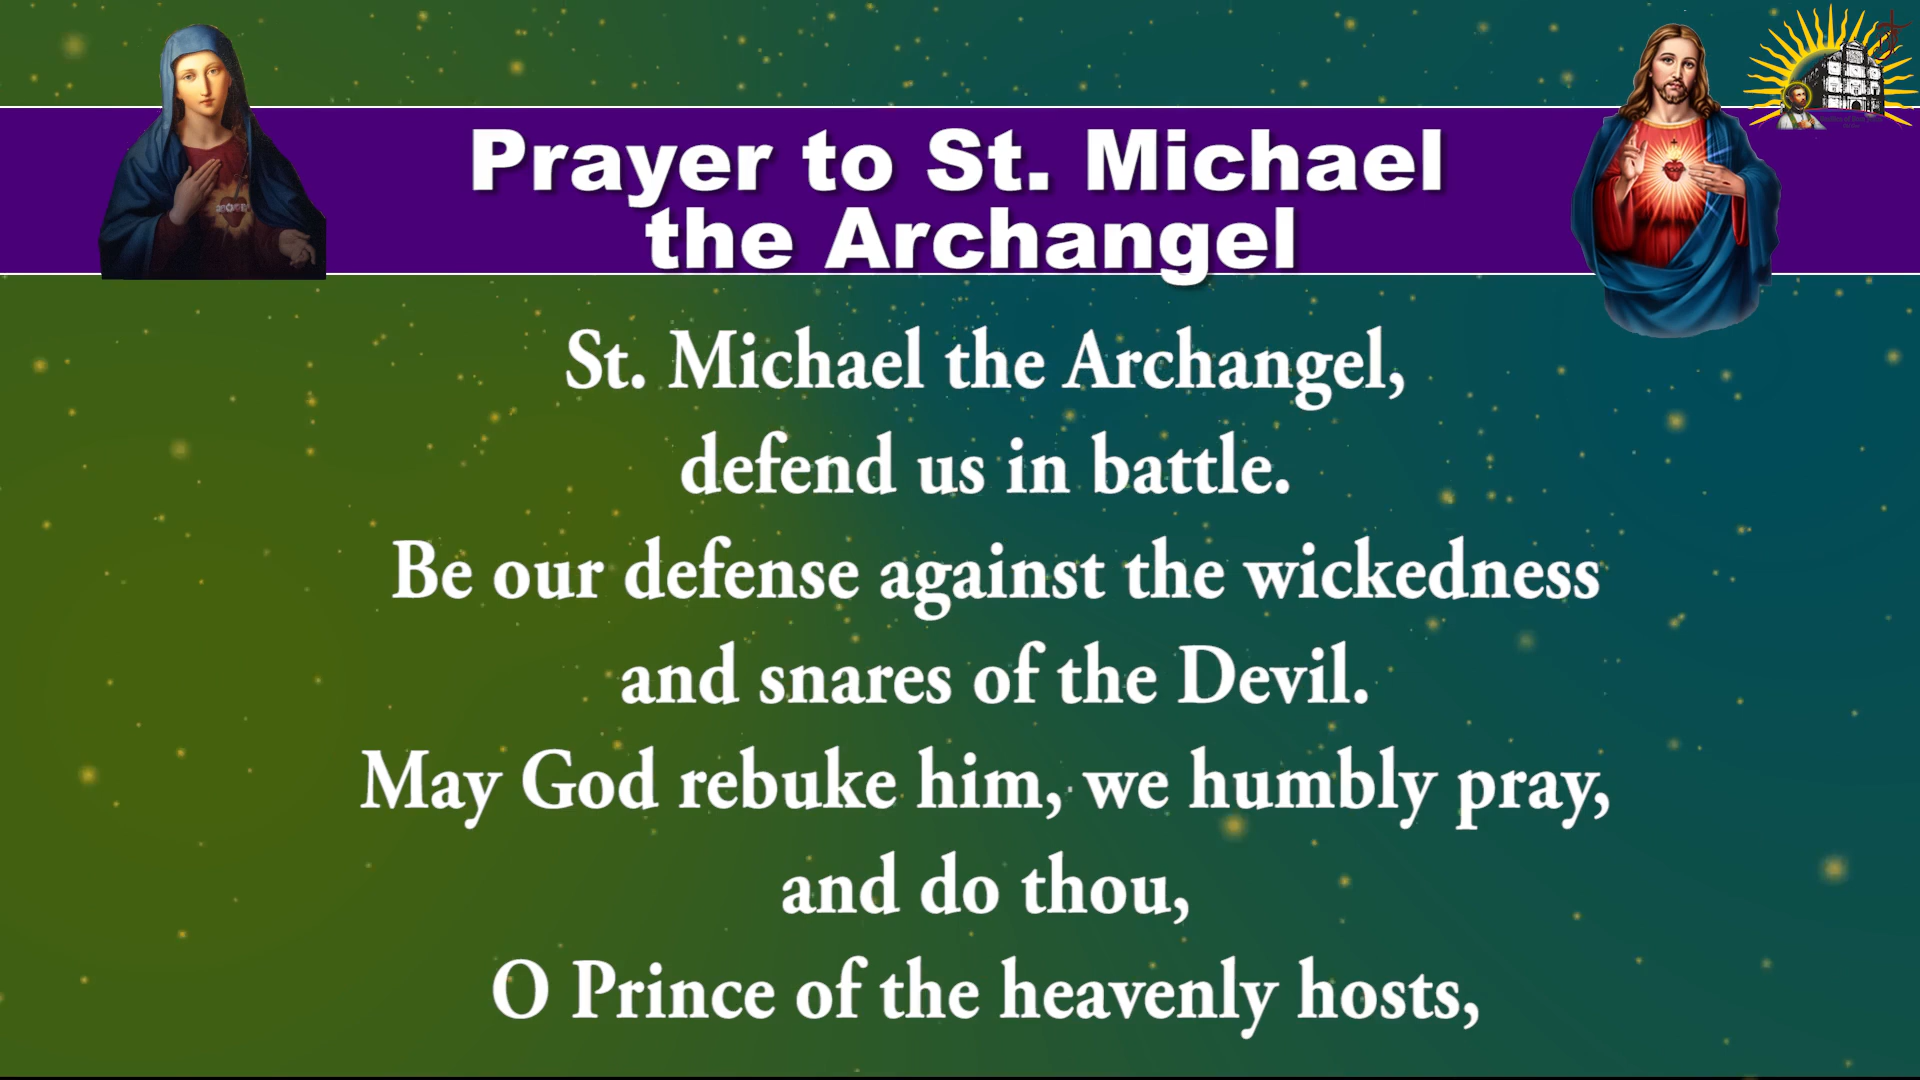 Prayer to St. Michael
the Archangel
St. Michael the Archangel,
defend us in battle.
Be our defense against the wickedness
and snares of the Devil.
May God rebuke him, we humbly pray,
and do thou,
O Prince of the heavenly hosts,